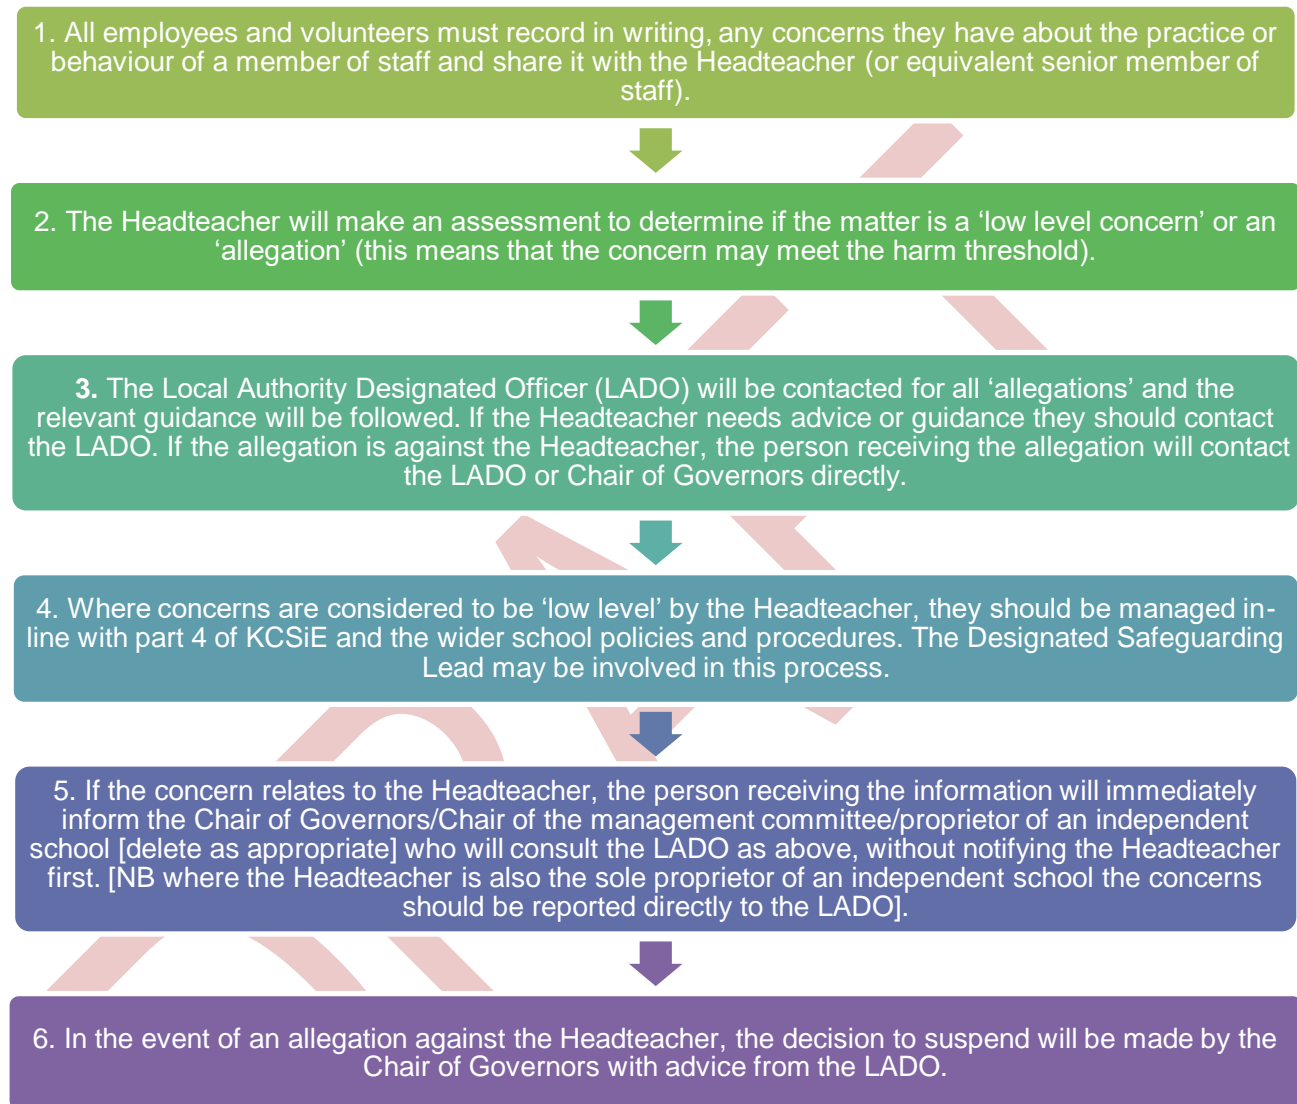 1. All employees and volunteers must record in writing, any concerns they have about the practice or
behaviour of a member of staff and share it with the Headteacher (or equivalent senior member of
staff).
2. The Headteacher will make an assessment to determine if the matter is a ‘low level concern’ or an
‘allegation’ (this means that the concern may meet the harm threshold).
3. The Local Authority Designated Officer (LADO) will be contacted for all ‘allegations’ and the
relevant guidance will be followed. If the Headteacher needs advice or guidance they should contact
the LADO. If the allegation is against the Headteacher, the person receiving the allegation will contact
the LADO or Chair of Governors directly.
4. Where concerns are considered to be ‘low level’ by the Headteacher, they should be managed in-
line with part 4 of KCSiE and the wider school policies and procedures. The Designated Safeguarding
Lead may be involved in this process.
5. If the concern relates to the Headteacher, the person receiving the information will immediately
inform the Chair of Governors/Chair of the management committee/proprietor of an independent
school [delete as appropriate] who will consult the LADO as above, without notifying the Headteacher
first. [NB where the Headteacher is also the sole proprietor of an independent school the concerns
should be reported directly to the LADO].
6. In the event of an allegation against the Headteacher, the decision to suspend will be made by the
Chair of Governors with advice from the LADO.